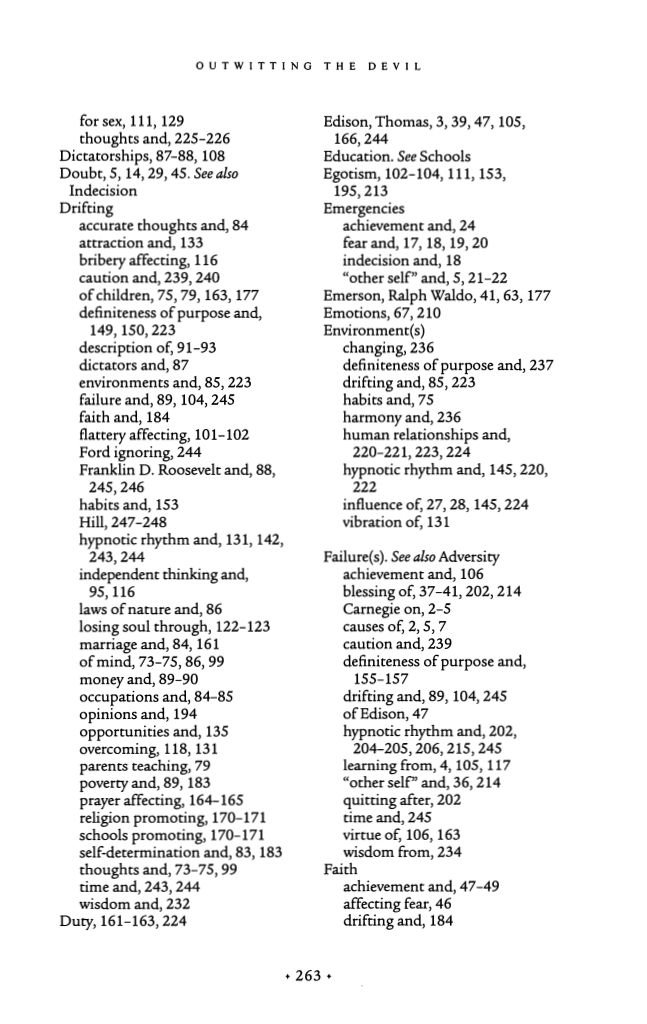 OUTWITTING THE DEVIL
for sex, 111, 129
thoughts and, 225–226
Dictatorships, 87–88, 108
Doubt, 5, 14, 29, 45. See also
Indecision
Drifting
accurate thoughts and, 84
attraction and, 133
bribery affecting, 116
caution and, 239, 240
of children, 75, 79, 163, 177
definiteness of purpose and,
149, 150, 223
description of, 91–93
dictators and, 87
environments and, 85, 223
failure and, 89, 104, 245
faith and, 184
flattery affecting, 101–102
Ford ignoring, 244
Franklin D. Roosevelt and, 88,
245, 246
habits and, 153
Hill, 247–248
hypnotic rhythm and, 131, 142,
243, 244
independent thinking and,
95, 116
laws of nature and, 86
losing soul through, 122–123
marriage and, 84, 161
of mind, 73–75, 86, 99
money and, 89–90
occupations and, 84–85
opinions and, 194
opportunities and, 135
overcoming, 118, 131
parents teaching, 79
poverty and, 89, 183
prayer affecting, 164–165
religion promoting, 170–171
schools promoting, 170–171
self-determination and, 83, 183
thoughts and, 73–75, 99
time and, 243, 244
wisdom and, 232
Duty, 161–163, 224
Edison, Thomas, 3, 39, 47, 105,
166, 244
Education. See Schools
Egotism, 102–104, 111, 153,
195, 213
Emergencies
achievement and, 24
fear and, 17, 18, 19, 20
indecision and, 18
“other self” and, 5, 21–22
Emerson, Ralph Waldo, 41, 63, 177
Emotions, 67, 210
Environment(s)
changing, 236
definiteness of purpose and, 237
drifting and, 85, 223
habits and, 75
harmony and, 236
human relationships and,
220–221, 223, 224
hypnotic rhythm and, 145, 220,
222
influence of, 27, 28, 145, 224
vibration of, 131
Failure(s). See also Adversity
achievement and, 106
blessing of, 37–41, 202, 214
Carnegie on, 2–5
causes of, 2, 5, 7
caution and, 239
definiteness of purpose and,
155–157
drifting and, 89, 104, 245
of Edison, 47
hypnotic rhythm and, 202,
204–205, 206, 215, 245
learning from, 4, 105, 117
“other self” and, 36, 214
quitting after, 202
time and, 245
virtue of, 106, 163
wisdom from, 234
Faith
achievement and, 47–49
affecting fear, 46
drifting and, 184
• 263 •